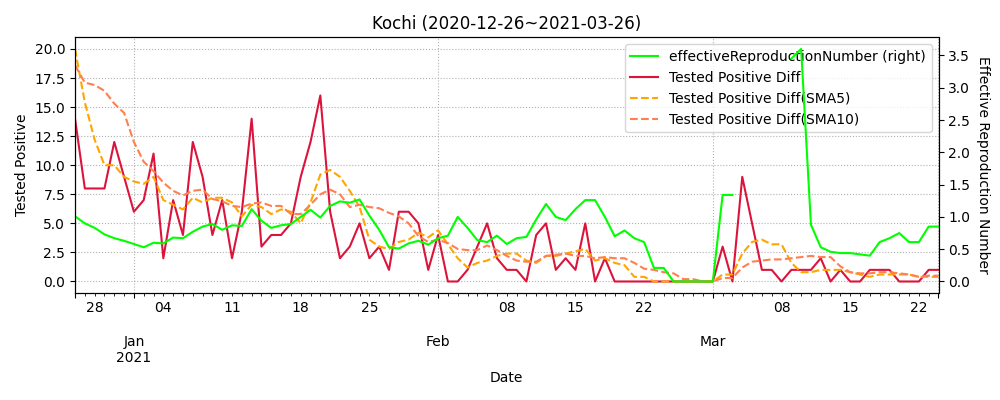 Kochi (2020-12-26~2021-03-26)
effectiveReproductionNumber (right)
Tested Positive Diff
Tested Positive Diff(SMA5)
Tested Positive Diff(SMA10)
Tested Positive
20.0
17.5
15.0
12.5
10.0
7.5
5.0
2.5
0.0
Effective Reproduction Number
3.5
3.0
2.5
2.0
1.5
1.0
0.5
0.0
28 04 11 18 25 08 15 22 08 15 22
Jan Feb Mar
2021
Date